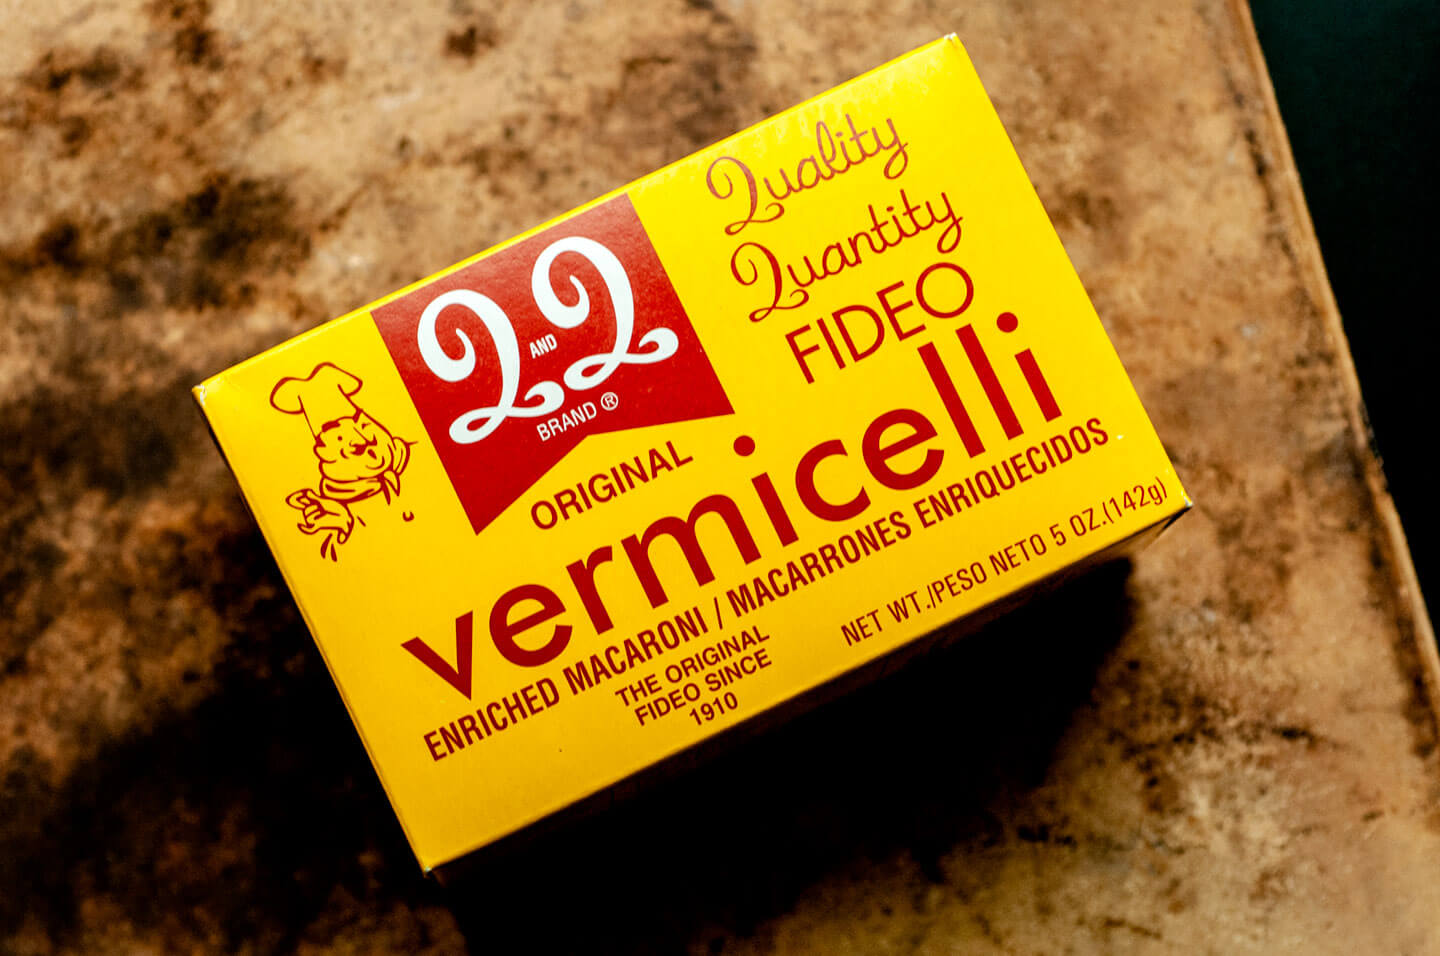 Q AND Q
BRAND ®
Quality
Quantity
FIDEO
ORIGINAL
vermicelli
ENRICHED MACARONI / MACARRONES ENRIQUECIDOS
THE ORIGINAL
FIDEO SINCE
1910
NET WT./PESO NETO 5 OZ.(142g)